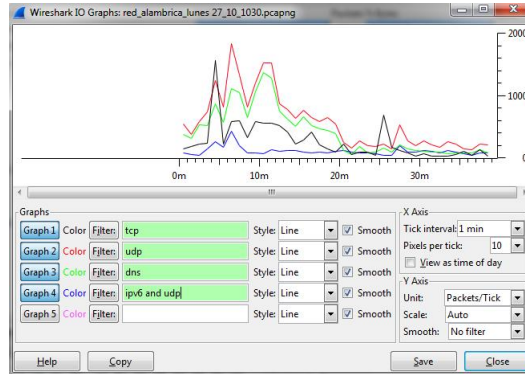 Wireshark IO Graphs: red_alambrica_lunes 27_10_1030.pcapng
2000
1000
0
0m 10m 20m 30m
Graphs
Graph 1 Color Filter: tcp Style: Line Smooth
Graph 2 Color Filter: udp Style: Line Smooth
Graph 3 Color Filter: dns Style: Line Smooth
Graph 4 Color Filter: ipv6 and udp Style: Line Smooth
Graph 5 Color Filter: Style: Line Smooth
X Axis
Tick interval: 1 min
Pixels per tick: 10
View as time of day
Y Axis
Unit: Packets/Tick
Scale: Auto
Smooth: No filter
Help Copy Save Close